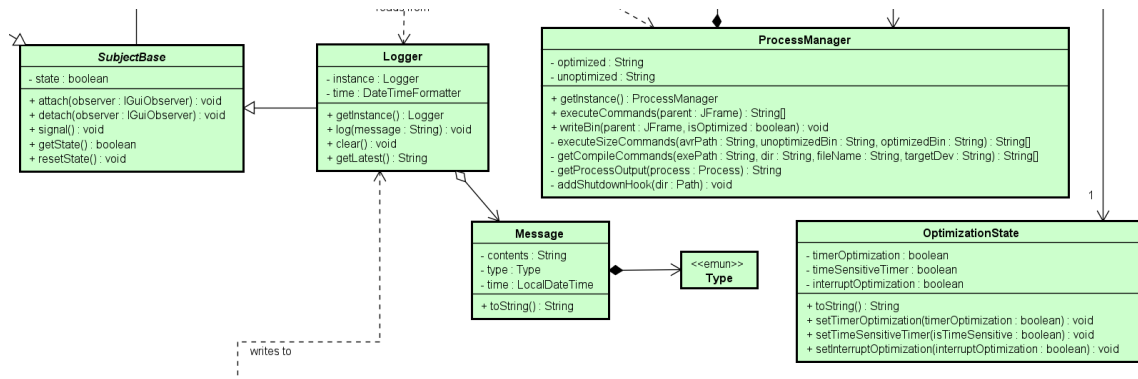 reads from
SubjectBase
- state : boolean
+ attach(observer : IGuiObserver) : void
+ detach(observer : IGuiObserver) : void
+ signal() : void
+ getState() : boolean
+ resetState() : void
Logger
- instance : Logger
- time : DateTimeFormatter
+ getInstance() : Logger
+ log(message : String) : void
+ clear() : void
+ getLatest() : String
ProcessManager
- optimized : String
- unoptimized : String
+ getInstance() : ProcessManager
+ executeCommands(parent : JFrame) : String[]
+ writeBin(parent : JFrame, isOptimized : boolean) : void
- executeSizeCommands(avrPath : String, unoptimizedBin : String, optimizedBin : String) : String[]
- getCompileCommands(exePath : String, dir : String, fileName : String, targetDev : String) : String[]
- getProcessOutput(process : Process) : String
- addShutdownHook(dir : Path) : void
1
Message
- contents : String
- type : Type
- time : LocalDateTime
+ toString() : String
<<emun>>
Type
OptimizationState
- timerOptimization : boolean
- timeSensitiveTimer : boolean
- interruptOptimization : boolean
+ toString() : String
+ setTimerOptimization(timerOptimization : boolean) : void
+ setTimeSensitiveTimer(isTimeSensitive : boolean) : void
+ setInterruptOptimization(interruptOptimization : boolean) : void
writes to